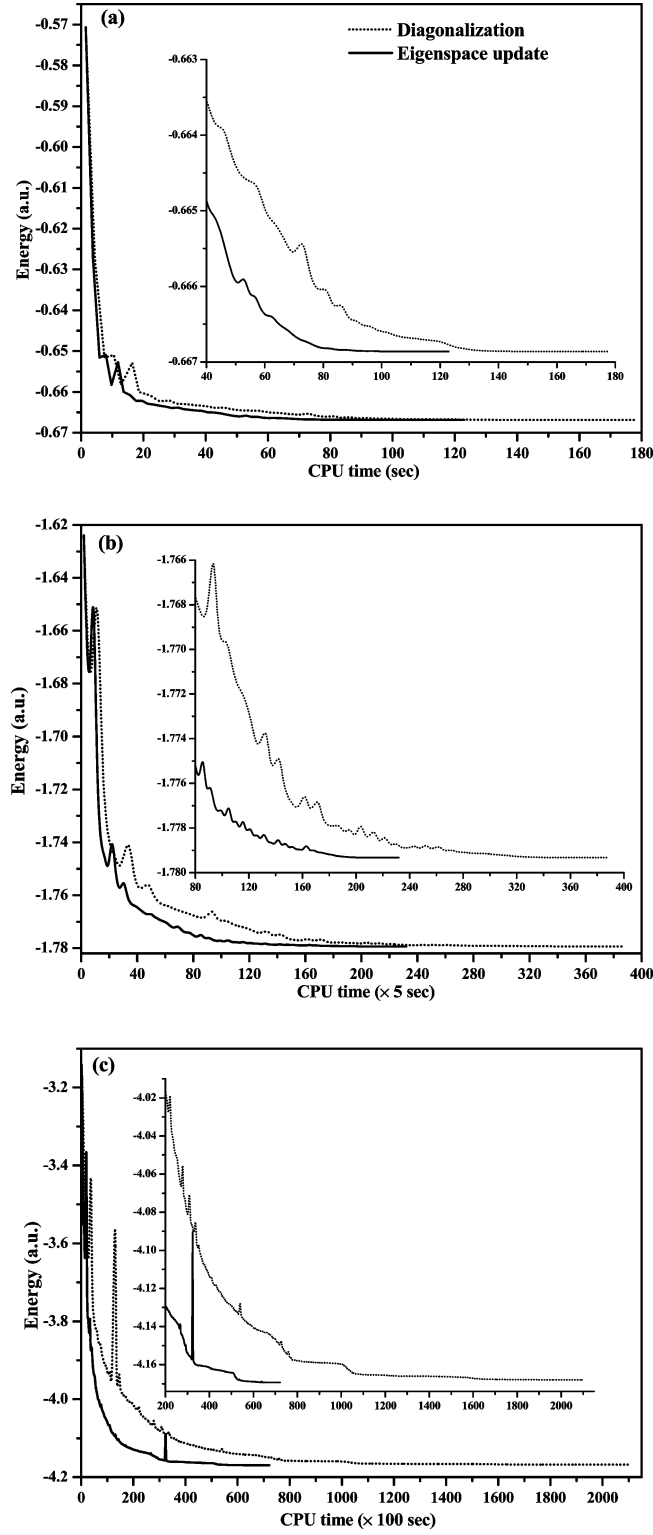 (a)
Diagonalization
Eigenspace update
-0.57
-0.58
-0.59
-0.60
-0.61
-0.62
-0.63
-0.64
-0.65
-0.66
-0.67
Energy (a.u.)
-0.663
-0.664
-0.665
-0.666
-0.667
40 60 80 100 120 140 160 180
0 20 40 60 80 100 120 140 160 180
CPU time (sec)
(b)
-1.62
-1.64
-1.66
-1.68
-1.70
-1.72
-1.74
-1.76
-1.78
Energy (a.u.)
-1.766
-1.768
-1.770
-1.772
-1.774
-1.776
-1.778
-1.780
80 120 160 200 240 280 320 360 400
0 40 80 120 160 200 240 280 320 360 400
CPU time (× 5 sec)
(c)
-3.2
-3.4
-3.6
-3.8
-4.0
-4.2
Energy (a.u.)
-4.02
-4.04
-4.06
-4.08
-4.10
-4.13
-4.14
-4.16
200 400 600 800 1000 1200 1400 1600 1800 2000
0 200 400 600 800 1000 1200 1400 1600 1800 2000
CPU time (× 100 sec)